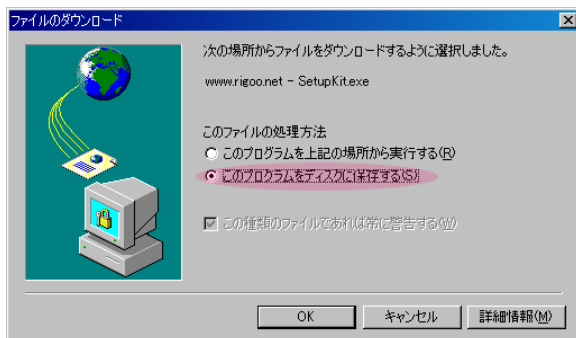 ファイルのダウンロード
次の場所からファイルをダウンロードするように選択しました。
www.rigoo.net - SetupKit.exe
このファイルの処理方法
このプログラムを上記の場所から実行する(R)
このプログラムをディスクに保存する(S)
この種類のファイルであれば常に警告する(W)
OK
キャンセル
詳細情報(M)